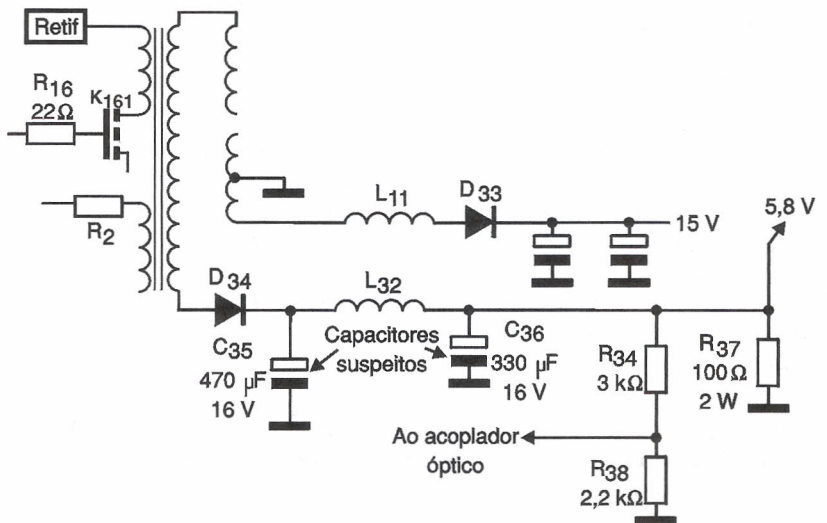 Retif
R16
22Ω
K161
R2
L11
D33
15 V
5,8 V
D34
L32
C35
470 µF
16 V
Capacitores
suspeitos
C36
330 µF
16 V
R34
3 kΩ
R37
100 Ω
2 W
Ao acoplador
óptico
R38
2,2 kΩ